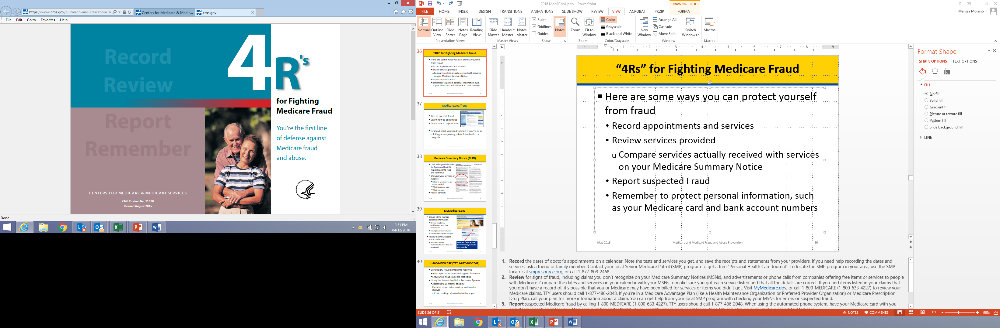 https://www.cms.gov/Outreach-and-Education/Ou
Centers for Medicare & Medic...
cms.gov
File Edit Go to Favorites Help
Record
Review
Report
Remember
4R's
for Fighting
Medicare Fraud
You're the first line
of defense against
Medicare fraud
and abuse.
CENTERS FOR MEDICARE & MEDICAID SERVICES
CMS Product No. 11610
Revised August 2015
Done
3:51 PM
04/12/2016
2016 Mod10 vs4.pptx - PowerPoint
DRAWING TOOLS
FILE HOME INSERT DESIGN TRANSITIONS ANIMATIONS SLIDE SHOW REVIEW VIEW ACROBAT PKZIP FORMAT
Melissa Moreno
Normal
Outline View
Slide Sorter
Notes Page
Reading View
Presentation Views
Slide Master
Handout Master
Notes Master
Master Views
Ruler
Gridlines
Guides
Show
Notes
Zoom
Fit to Window
Zoom
Color
Grayscale
Black and White
Color/Grayscale
New Window
Arrange All
Cascade
Move Split
Switch Windows
Window
Macros
Macros
36
"4Rs" for Fighting Medicare Fraud
Here are some ways you can protect yourself
from fraud
Record appointments and services
Review services provided
Compare services actually received with services
on your Medicare Summary Notice
Report suspected Fraud
Remember to protect personal information, such
as your Medicare card and bank account numbers
37
Medicare.gov/fraud
Tips to prevent fraud
Learn how to spot fraud
Learn how to report fraud
Find out what you need to know if you're in, or
thinking about joining, a Medicare health or
drug plan
38
Medicare Summary Notice (MSN)
CMS redesigned the MSN
for Part A and Part B to
make it easier to read
and spot fraud
Shows all your services or
supplies
Billed to Medicare in a 3-
month period
What Medicare paid
What you owe
Read it carefully
39
MyMedicare.gov
Secure site to manage
personal information
Review eligibility,
entitlement, and plan
information
Track preventive services
Keep a prescription drug list
Review claims Medicare
Part A and Part B
Available almost
immediately after they are
processed
Click the "Blue Button"
to download your data
to a text file
40
1-800-MEDICARE (TTY 1-877-486-2048)
Beneficiary fraud complaints received
Help target certain providers/suppliers for review
Show where fraud scams are heating up
Using the Interactive Voice Response System
Access up to 15 months of claims
Check for proper dates, services, and supplies
received
If not checking claims on MyMedicare.gov
"4Rs" for Fighting Medicare Fraud
Here are some ways you can protect yourself
from fraud
• Record appointments and services
• Review services provided
Compare services actually received with services
on your Medicare Summary Notice
• Report suspected Fraud
• Remember to protect personal information, such
as your Medicare card and bank account numbers
May 2016
Medicare and Medicaid Fraud and Abuse Prevention
36
1. Record the dates of doctor's appointments on a calendar. Note the tests and services you get, and save the receipts and statements from your providers. If you need help recording the dates and
services, ask a friend or family member. Contact your local Senior Medicare Patrol (SMP) program to get a free "Personal Health Care Journal". To locate the SMP program in your area, use the SMP
locator at smpresource.org, or call 1-877-808-2468.
2. Review for signs of fraud, including claims you don't recognize on your Medicare Summary Notices (MSNs), and advertisements or phone calls from companies offering free items or services to people
with Medicare. Compare the dates and services on your calendar with your MSNs to make sure you got each service listed and that all the details are correct. If you find items listed in your claims that
you don't have a record of, it's possible that you or Medicare may have been billed for services or items you didn't get. Visit MyMedicare.gov, or call 1-800-MEDICARE (1-800-633-4227) to review your
Medicare claims. TTY users should call 1-877-486-2048. If you're in a Medicare Advantage Plan (like a Health Maintenance Organization or Preferred Provider Organization) or Medicare Prescription
Drug Plan, call your plan for more information about a claim. You can get help from your local SMP program with checking your MSNs for errors or suspected fraud.
3. Report suspected Medicare fraud by calling 1-800-MEDICARE (1-800-633-4227). TTY users should call 1-877-486-2048. When using the automated phone system, have your Medicare card with you
Format Shape
SHAPE OPTIONS TEXT OPTIONS
FILL
No fill
Solid fill
Gradient fill
Picture or texture fill
Pattern fill
Slide background fill
LINE
SLIDE 36 OF 51
NOTES
COMMENTS
90%